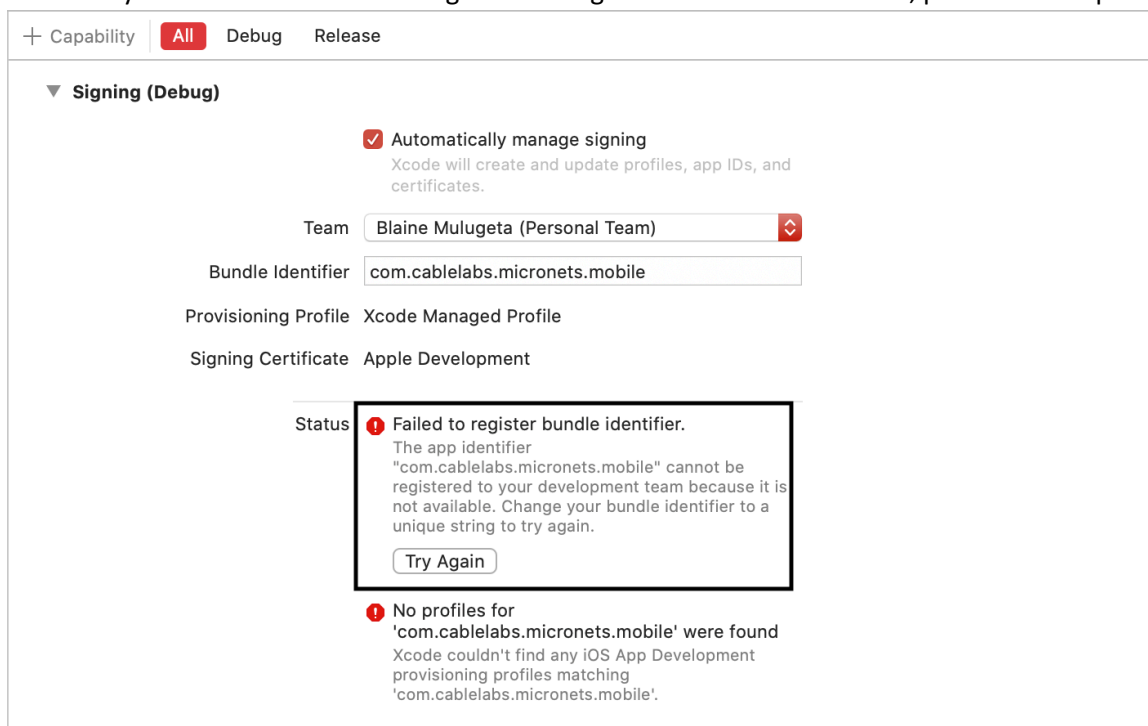 + Capability All Debug Release
Signing (Debug)
Automatically manage signing
Xcode will create and update profiles, app IDs, and
certificates.
Team Blaine Mulugeta (Personal Team)
Bundle Identifier com.cablelabs.micronets.mobile
Provisioning Profile Xcode Managed Profile
Signing Certificate Apple Development
Status Failed to register bundle identifier.
The app identifier
"com.cablelabs.micronets.mobile" cannot be
registered to your development team because it is
not available. Change your bundle identifier to a
unique string to try again.
Try Again
No profiles for
'com.cablelabs.micronets.mobile' were found
Xcode couldn't find any iOS App Development
provisioning profiles matching
'com.cablelabs.micronets.mobile'.